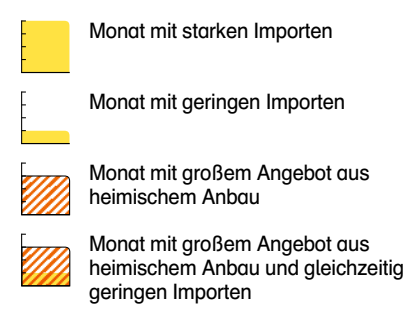 Monat mit starken Importen
Monat mit geringen Importen
Monat mit großem Angebot aus
heimischem Anbau
Monat mit großem Angebot aus
heimischem Anbau und gleichzeitig
geringen Importen